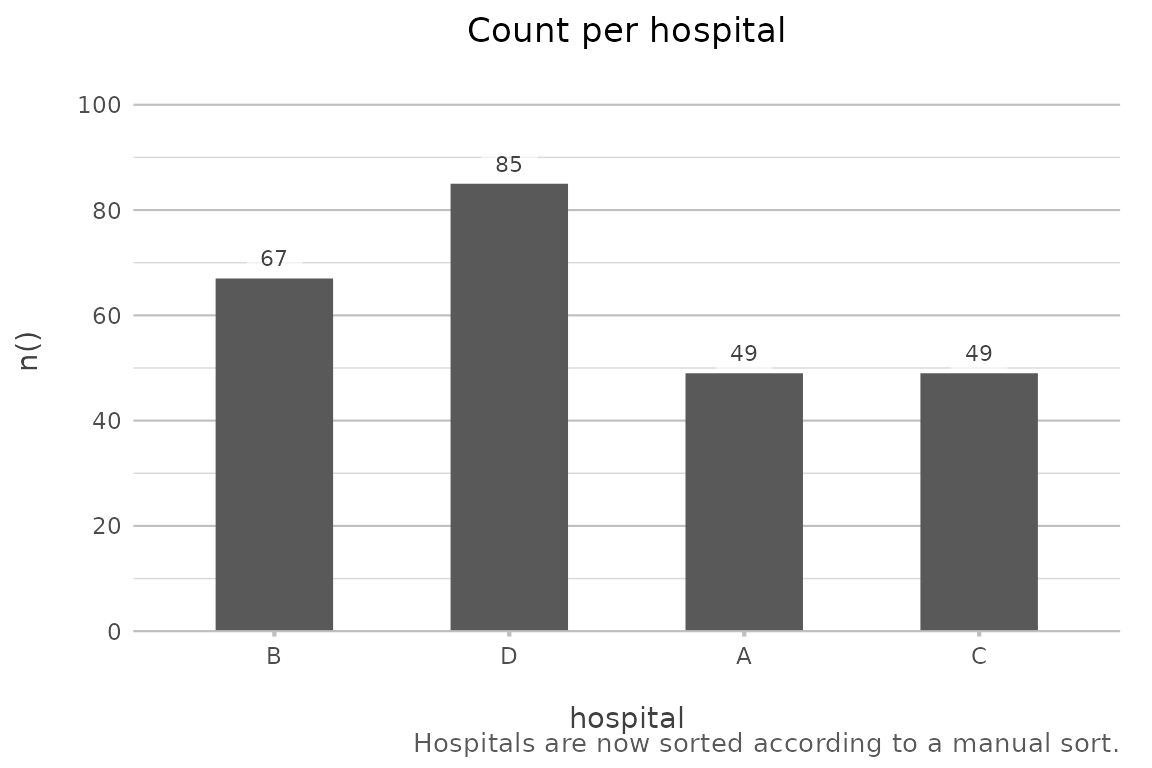 Count per hospital
100
80
60
40
20
0
n()
67
85
49
49
B
D
A
C
hospital
Hospitals are now sorted according to a manual sort.